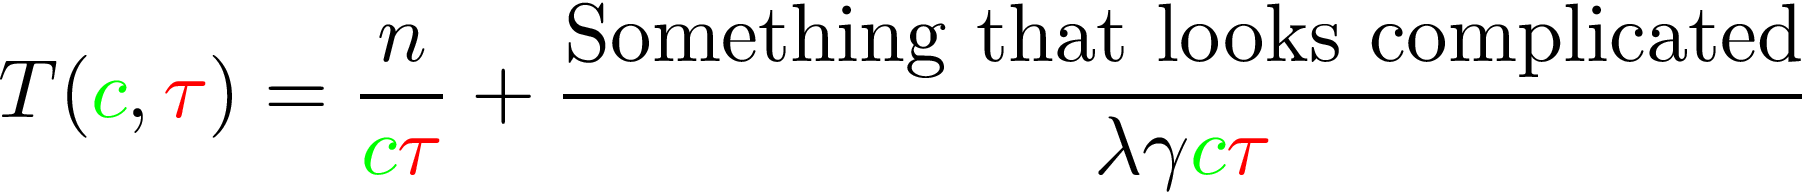 T(c, τ) = n/cτ + Something that looks complicated/λγcτ